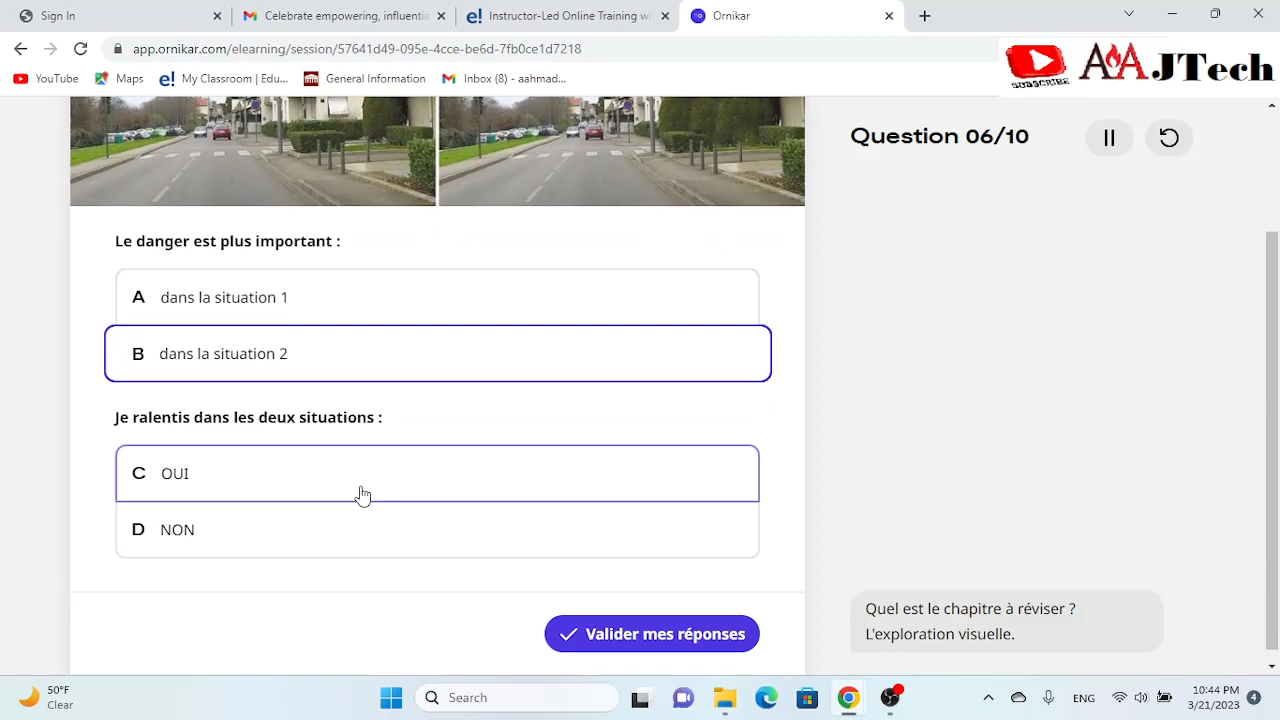 Sign In
Celebrate empowering, influenti
Instructor-Led Online Training wi
Ornikar
app.ornikar.com/elearning/session/57641d49-095e-4cce-be6d-7fb0ce1d7218
YouTube
Maps
e! My Classroom | Edu...
General Information
Inbox (8) - aahmad...
SUBSCRIBE
AAJTech
Question 06/10
Le danger est plus important :
A dans la situation 1
B dans la situation 2
Je ralentis dans les deux situations :
C OUI
D NON
Valider mes réponses
Quel est le chapitre à réviser ?
L'exploration visuelle.
50°F
Clear
Search
ENG
10:44 PM
3/21/2023
4